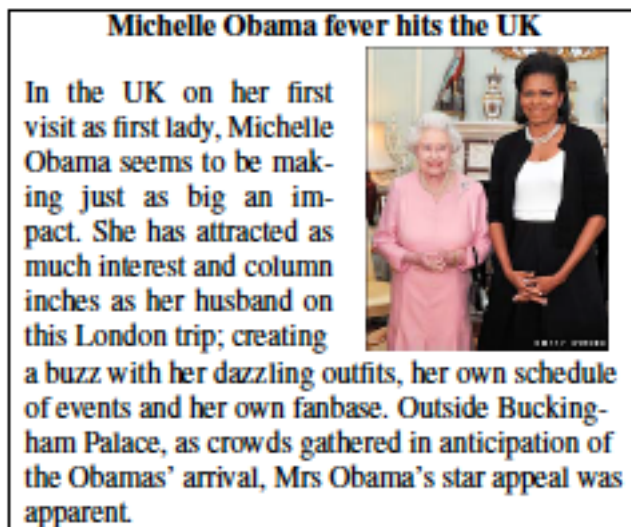 Michelle Obama fever hits the UK
In the UK on her first
visit as first lady, Michelle
Obama seems to be mak-
ing just as big an im-
pact. She has attracted as
much interest and column
inches as her husband on
this London trip; creating
a buzz with her dazzling outfits, her own schedule
of events and her own fanbase. Outside Bucking-
ham Palace, as crowds gathered in anticipation of
the Obamas' arrival, Mrs Obama's star appeal was
apparent.